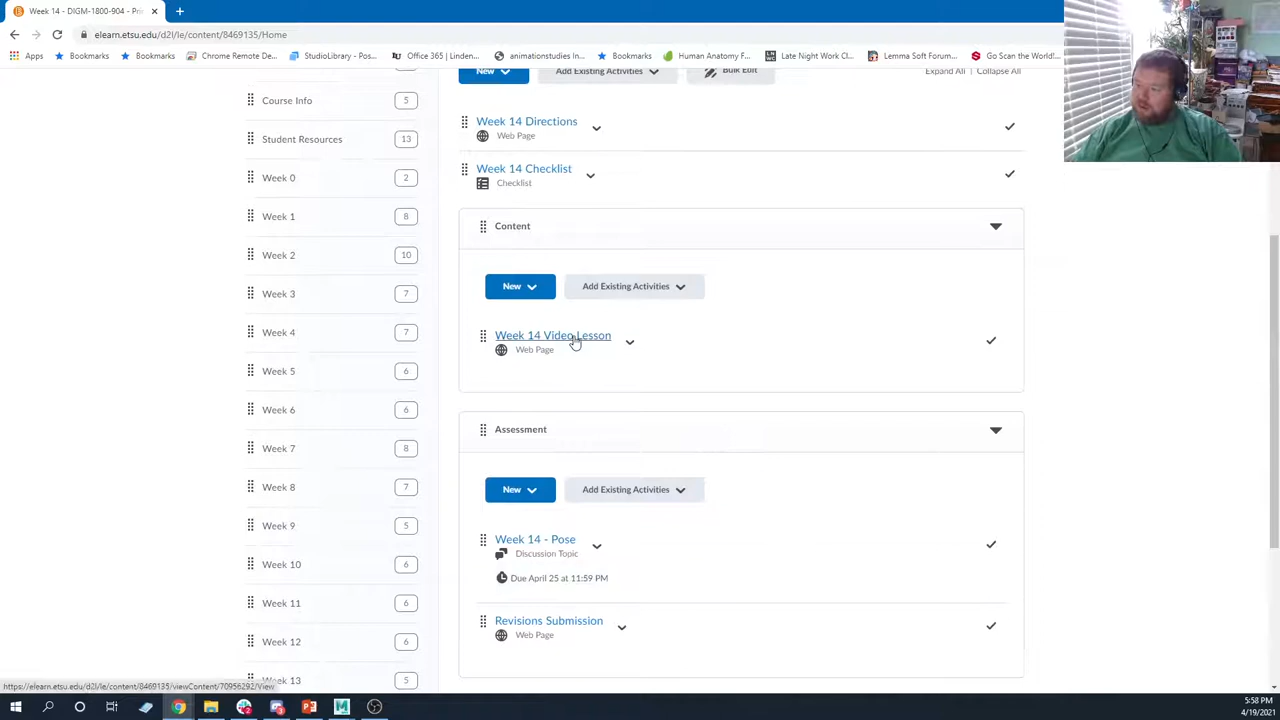 Week 14 - DIGM-1800-904 - Pri
elearn.etsu.edu/d2l/le/content/8469135/Home
Apps Bookmarks Chrome Remote De... StudioLibrary - Pos... Office 365 | Linden... animationstudies In... Bookmarks Human Anatomy F... Late Night Work Cl... Lemma Soft Forum... Go Scan the World!...
New Add Existing Activities Bulk Edit Expand All | Collapse All
Course Info 5
Student Resources 13
Week 0 2
Week 1 8
Week 2 10
Week 3 7
Week 4 7
Week 5 6
Week 6 6
Week 7 8
Week 8 7
Week 9 5
Week 10 6
Week 11 6
Week 12 6
Week 13 5
Week 14 Directions
Web Page
Week 14 Checklist
Checklist
Content
New Add Existing Activities
Week 14 Video Lesson
Web Page
Assessment
New Add Existing Activities
Week 14 - Pose
Discussion Topic
Due April 25 at 11:59 PM
Revisions Submission
Web Page
https://elearn.etsu.edu/d2l/le/content/8469135/viewContent/70956292/View
5:58 PM
4/19/2021